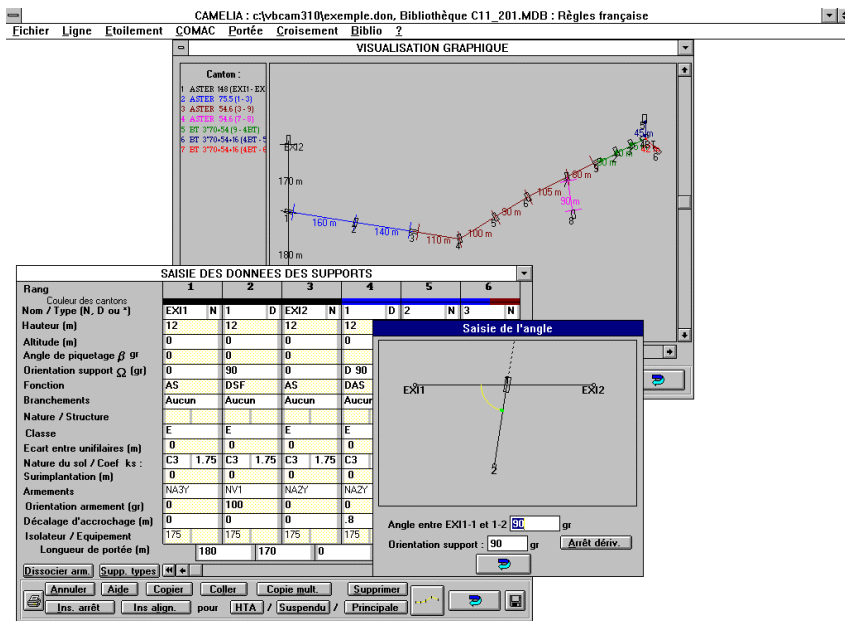 CAMELIA : c:\vbcam310\exemple.don, Bibliothèque C11_201.MDB : Règles française
Fichier Ligne Etoilement COMAC Portée Croisement Biblio ?
VISUALISATION GRAPHIQUE
Canton :
1 ASTER 148 (EXI1 - EX
2 ASTER 75.5 (1 - 3)
3 ASTER 54.6 (3 - 9)
4 ASTER 54.6 (7 - 8)
5 BT 3*70+54 (9 - 4BT)
6 BT 3*70+54+16 (4BT - 5
7 BT 3*70+54+16 (4BT - 6
EXI2
170 m
160 m
2
140 m
3
110 m
4
100 m
5
90 m
6
105 m
7
80 m
90 m
8
9
45 m
4BT
6
180 m
SAISIE DES DONNEES DES SUPPORTS
Rang 1 2 3 4 5 6
Couleur des cantons
Nom / Type (N, D ou *) EXI1 N 1 D EXI2 N 1 D 2 N 3 N
Hauteur (m) 12 12 12 12
Altitude (m) 0 0 0 0
Angle de piquetage β gr 0 0 0 0
Orientation support Ω (gr) 0 90 0 D 90
Fonction AS DSF AS DAS
Branchements Aucun Aucun Aucun Aucun
Nature / Structure
Classe E E E E
Ecart entre unifilaires (m) 0 0 0 0
Nature du sol / Coef ks : C3 1.75 C3 1.75 C3 1.75 C3
Surimplantation (m) 0 0 0 0
Armements NA3Y NV1 NA2Y NA2Y
Orientation armement (gr) 0 100 0 0
Décalage d'accrochage (m) 0 0 0 .8
Isolateur / Equipement 175 175 175 175
Longueur de portée (m) 180 170 0
Dissocier arm. Supp. types
Annuler Aide Copier Coller Copie mult. Supprimer
Ins. arrêt Ins align. pour HTA / Suspendu / Principale
Saisie de l'angle
EXI1 EXI2
2
Angle entre EXI1-1 et 1-2 90 gr
Orientation support : 90 gr Arrêt dériv.